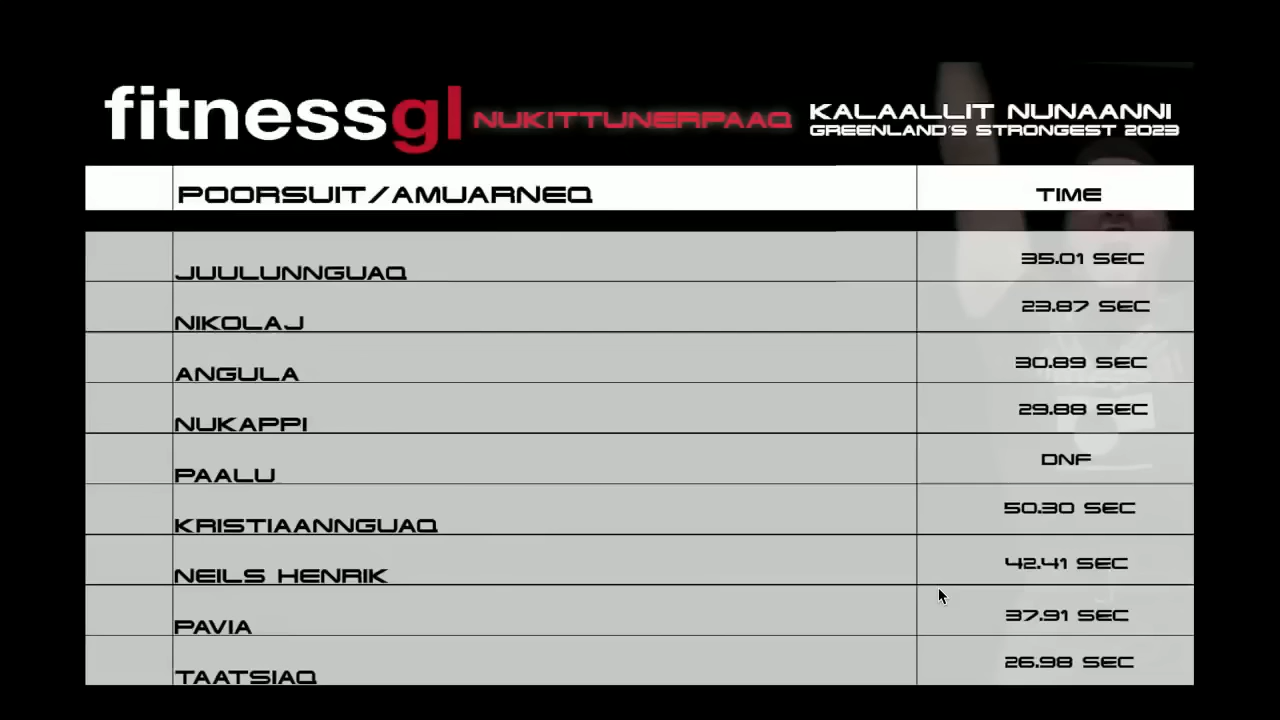 fitnessgl NUKITTUNERPAAQ KALAALLIT NUNAANNI
GREENLAND'S STRONGEST 2023
POORSUIT/AMUARNEQ TIME
JUULUNNGUAQ 35.01 SEC
NIKOLAJ 23.87 SEC
ANGULA 30.89 SEC
NUKAPPI 29.88 SEC
PAALU DNF
KRISTIAANNGUAQ 50.30 SEC
NEILS HENRIK 42.41 SEC
PAVIA 37.91 SEC
TAATSIAQ 26.98 SEC